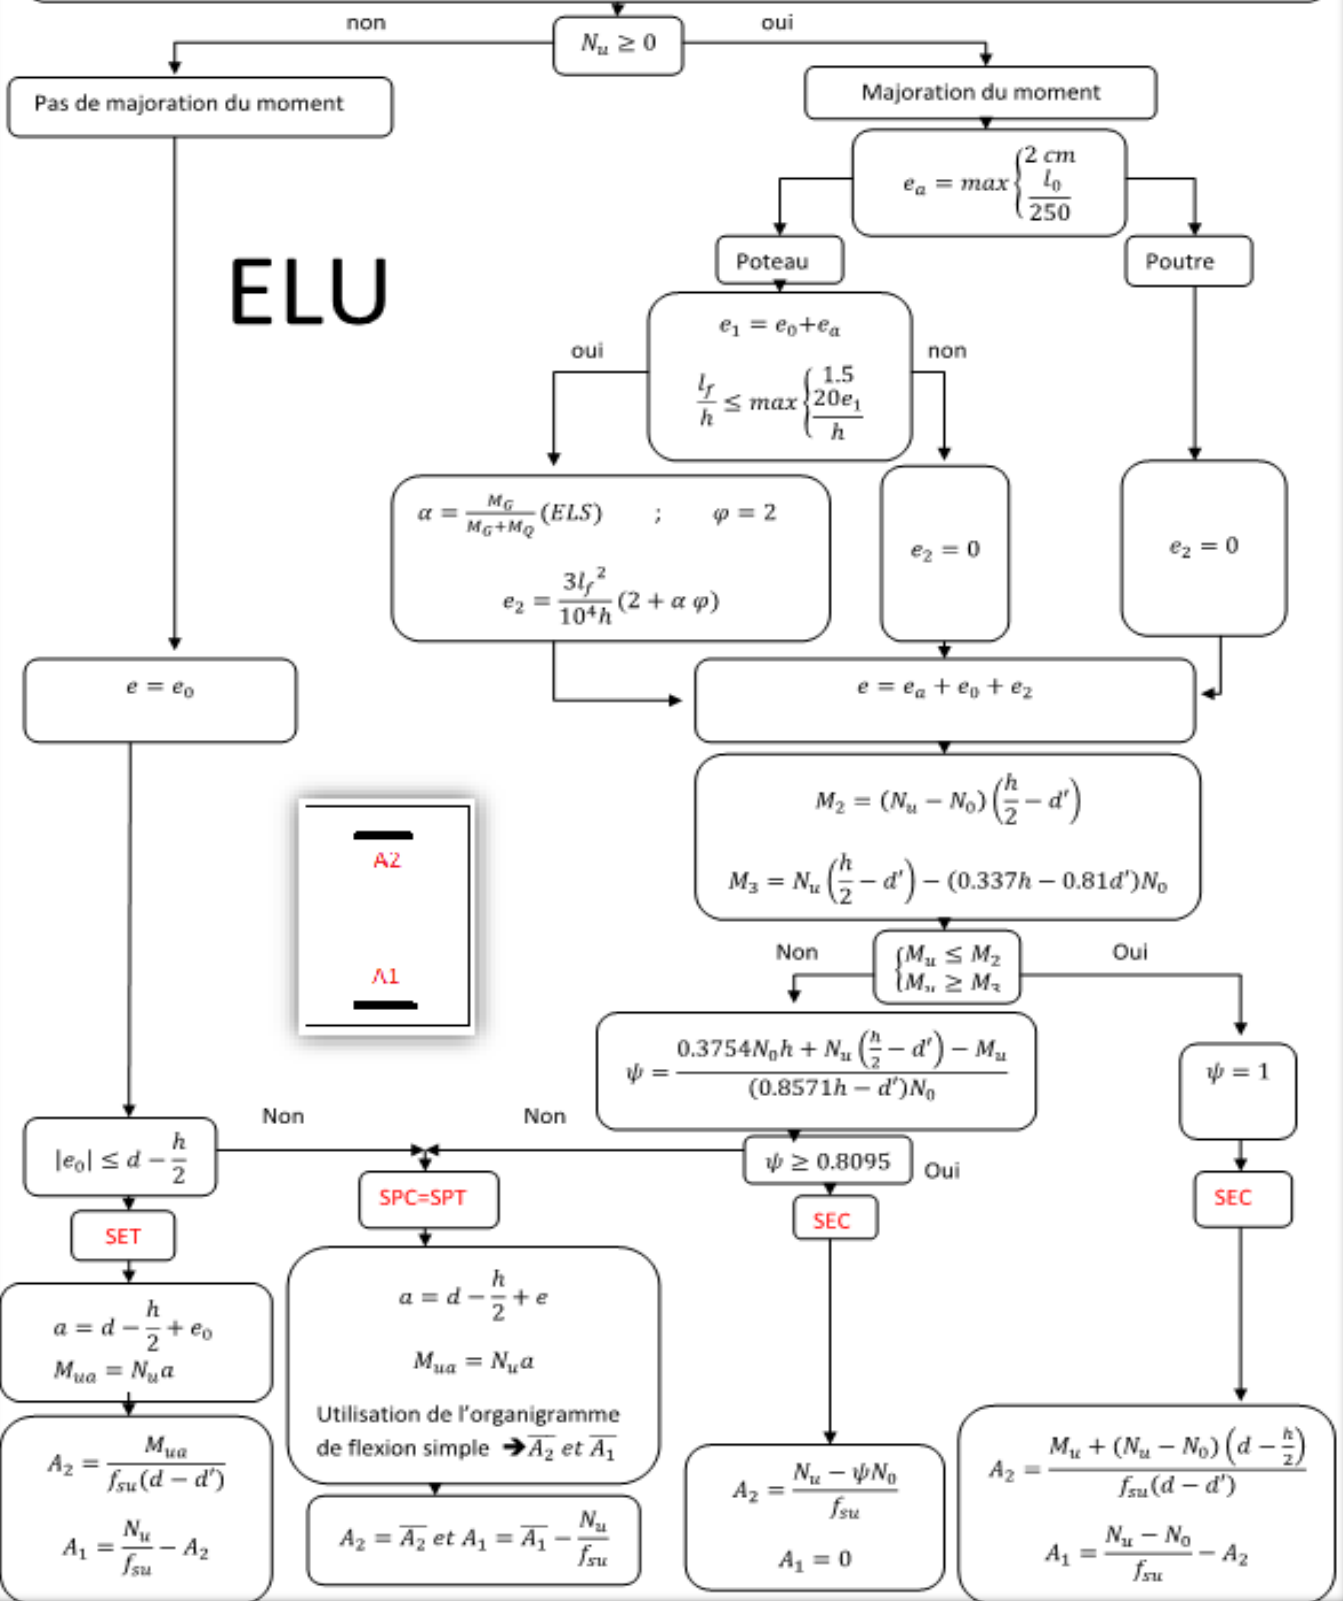 non
oui
N_u ≥ 0
Pas de majoration du moment
Majoration du moment
e_a = max { 2 cm
l_0 / 250
ELU
Poteau
Poutre
e_1 = e_0+e_a
oui
non
l_f / h ≤ max { 1.5
20e_1 / h
α = M_G / (M_G+M_Q) (ELS) ; φ = 2
e_2 = 3l_f² / 10⁴h (2 + α φ)
e_2 = 0
e_2 = 0
e = e_0
e = e_a + e_0 + e_2
M_2 = (N_u − N_0) (h/2 − d′)
M_3 = N_u (h/2 − d′) − (0.337h − 0.81d′)N_0
A2
A1
Non
Oui
{ M_u ≤ M_2
M_u ≥ M_3
ψ = (0.3754N_0h + N_u (h/2 − d′) − M_u) / ((0.8571h − d′)N_0)
ψ = 1
Non
Non
|e_0| ≤ d − h/2
ψ ≥ 0.8095
Oui
SPC=SPT
SET
SEC
SEC
a = d − h/2 + e_0
M_ua = N_u a
a = d − h/2 + e
M_ua = N_u a
Utilisation de l’organigramme
de flexion simple ➔ A̅_2 et A̅_1
A_2 = M_ua / (f_su(d − d′))
A_1 = N_u / f_su − A_2
A_2 = A̅_2 et A_1 = A̅_1 − N_u / f_su
A_2 = (N_u − ψN_0) / f_su
A_1 = 0
A_2 = (M_u + (N_u − N_0) (d − h/2)) / (f_su(d − d′))
A_1 = (N_u − N_0) / f_su − A_2